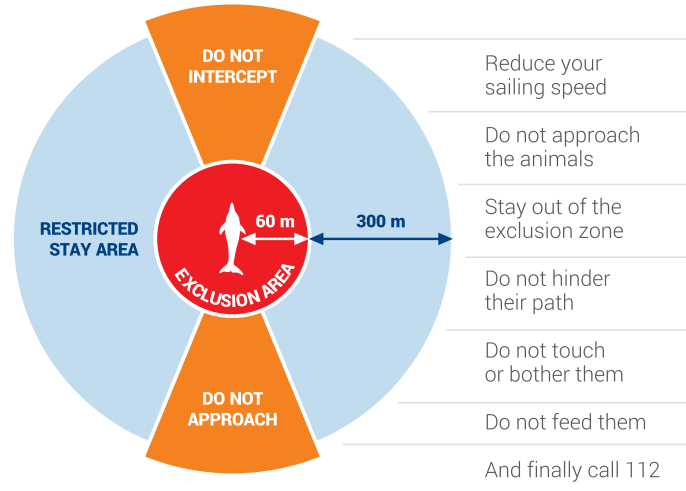 DO NOT
INTERCEPT
RESTRICTED
STAY AREA
60 m
300 m
EXCLUSION AREA
DO NOT
APPROACH
Reduce your
sailing speed
Do not approach
the animals
Stay out of the
exclusion zone
Do not hinder
their path
Do not touch
or bother them
Do not feed them
And finally call 112